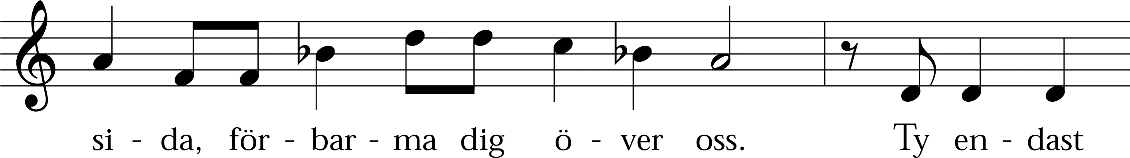 si - da, för - bar - ma dig ö - ver oss. Ty en - dast